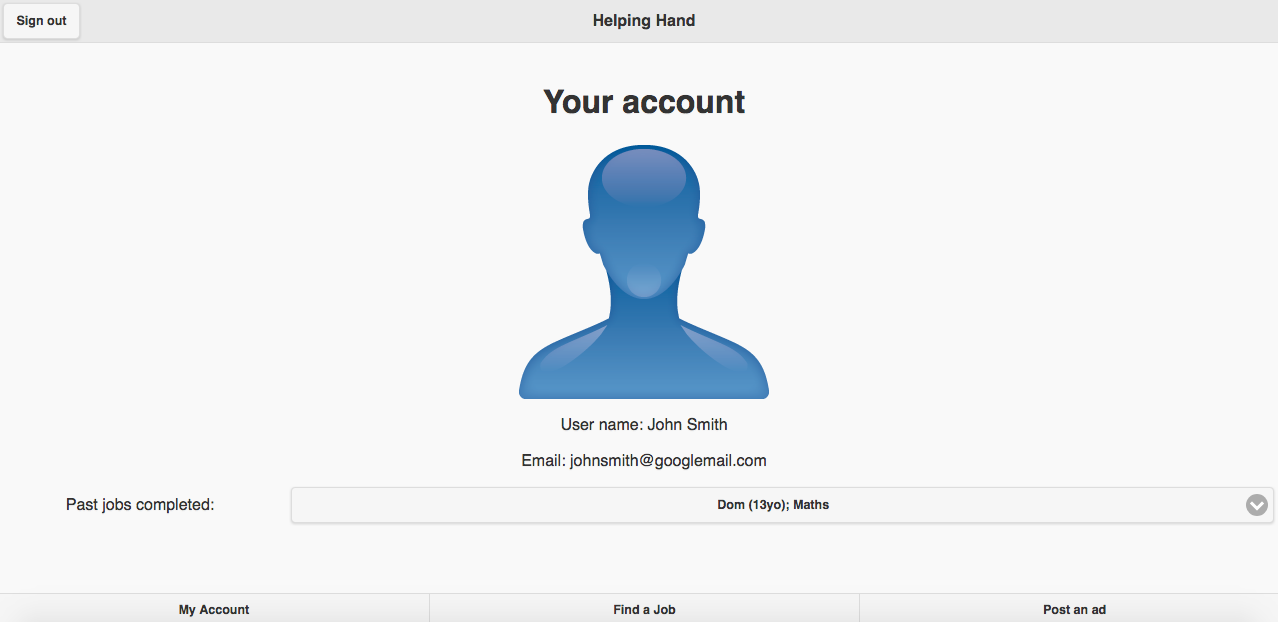 Sign out
Helping Hand
Your account
User name: John Smith
Email: johnsmith@googlemail.com
Past jobs completed:
Dom (13yo); Maths
My Account
Find a Job
Post an ad